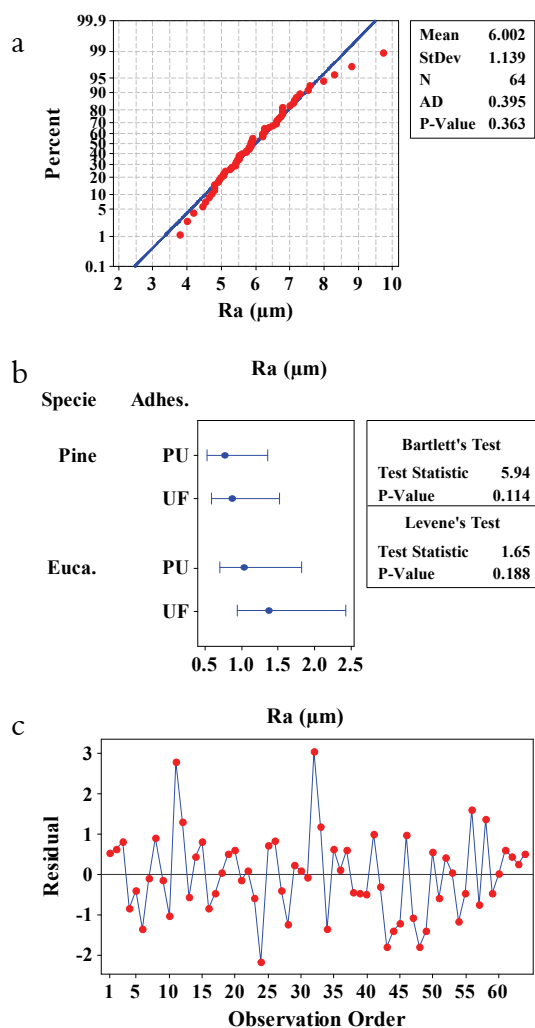 a
99.9
99
95
90
80
70
60
50
40
30
20
10
5
1
0.1
Percent
2 3 4 5 6 7 8 9 10
Ra (µm)
Mean 6.002
StDev 1.139
N 64
AD 0.395
P-Value 0.363
b
Ra (µm)
Specie Adhes.
Pine PU
UF
Euca. PU
UF
0.5 1.0 1.5 2.0 2.5
Bartlett's Test
Test Statistic 5.94
P-Value 0.114
Levene's Test
Test Statistic 1.65
P-Value 0.188
c
Ra (µm)
3
2
1
0
-1
-2
Residual
1 5 10 15 20 25 30 35 40 45 50 55 60
Observation Order